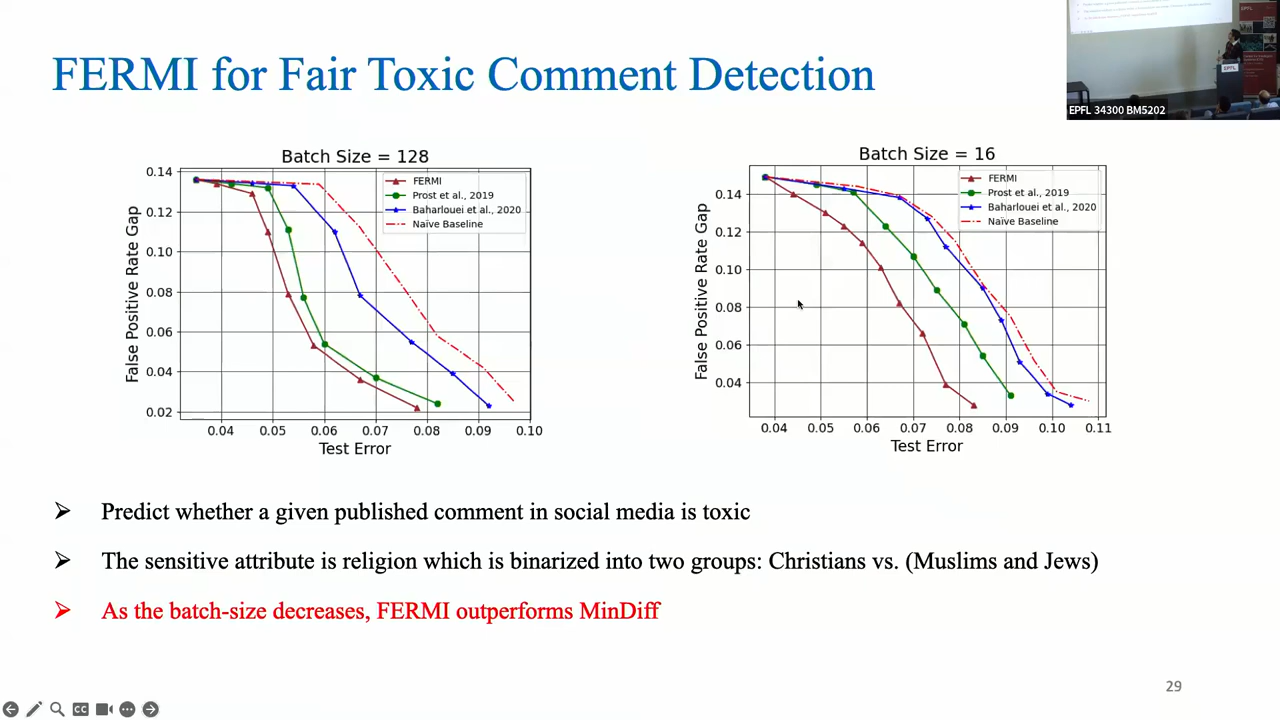 FERMI for Fair Toxic Comment Detection
EPFL
EPFL
EPFL 34300 BM5202
Batch Size = 128
False Positive Rate Gap
0.14
0.12
0.10
0.08
0.06
0.04
0.02
FERMI
Prost et al., 2019
Baharlouei et al., 2020
Naïve Baseline
0.04 0.05 0.06 0.07 0.08 0.09 0.10
Test Error
Batch Size = 16
False Positive Rate Gap
0.14
0.12
0.10
0.08
0.06
0.04
FERMI
Prost et al., 2019
Baharlouei et al., 2020
Naïve Baseline
0.04 0.05 0.06 0.07 0.08 0.09 0.10 0.11
Test Error
➢ Predict whether a given published comment in social media is toxic
➢ The sensitive attribute is religion which is binarized into two groups: Christians vs. (Muslims and Jews)
➢ As the batch-size decreases, FERMI outperforms MinDiff
29
CC